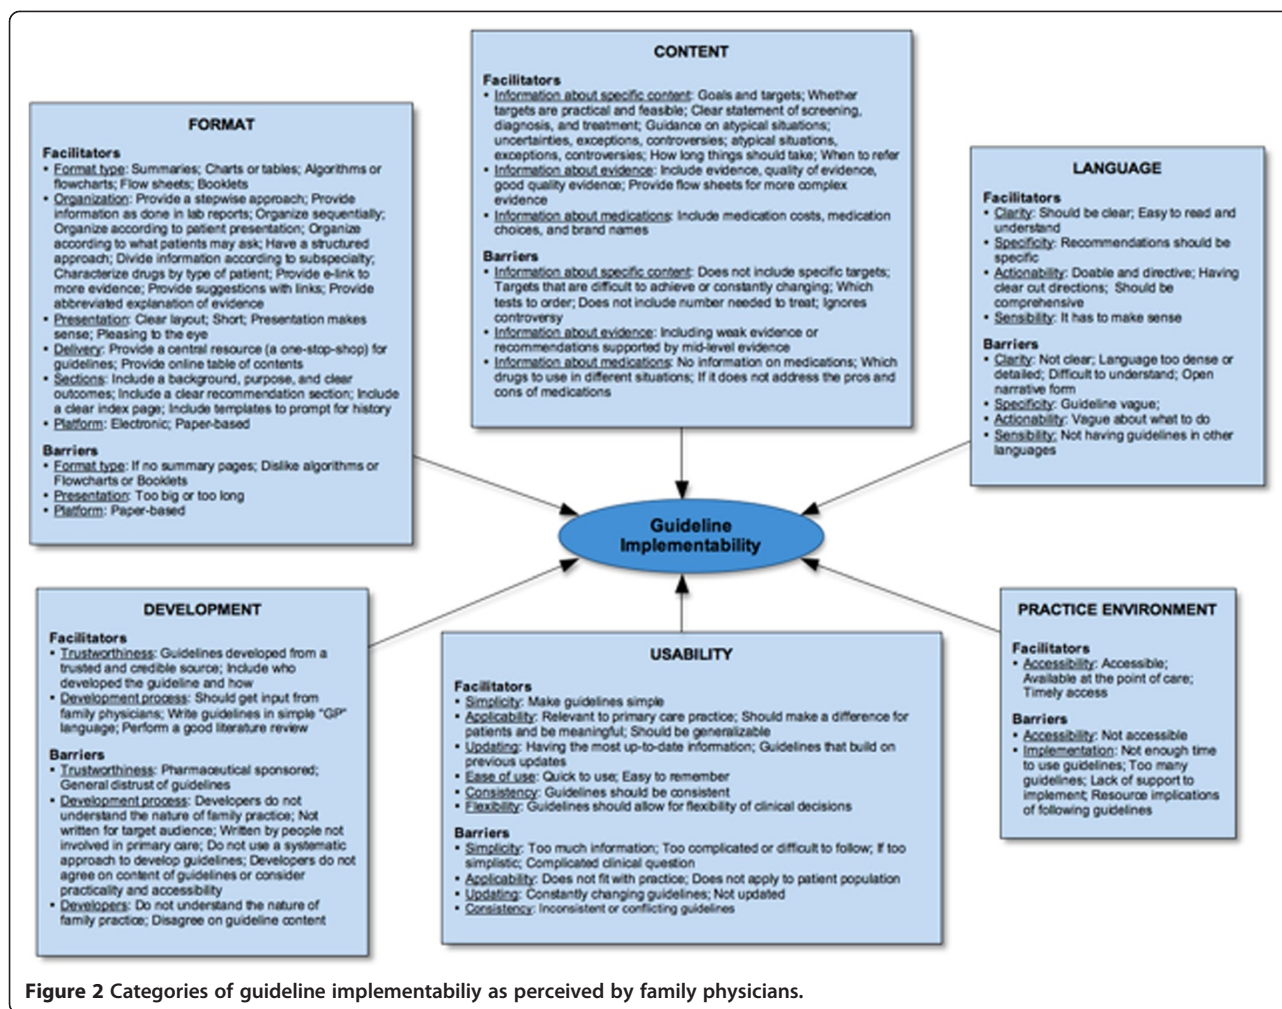 CONTENT
Facilitators
▪ Information about specific content: Goals and targets; Whether
targets are practical and feasible; Clear statement of screening,
diagnosis, and treatment; Guidance on atypical situations;
uncertainties, exceptions, controversies; atypical situations,
exceptions, controversies; How long things should take; When to refer
▪ Information about evidence: Include evidence, quality of evidence,
good quality evidence; Provide flow sheets for more complex
evidence
▪ Information about medications: Include medication costs, medication
choices, and brand names
Barriers
▪ Information about specific content: Does not include specific targets;
Targets that are difficult to achieve or constantly changing; Which
tests to order; Does not include number needed to treat; Ignores
controversy
▪ Information about evidence: Including weak evidence or
recommendations supported by mid-level evidence
▪ Information about medications: No information on medications; Which
drugs to use in different situations; If it does not address the pros and
cons of medications
FORMAT
Facilitators
▪ Format type: Summaries; Charts or tables; Algorithms or
flowcharts; Flow sheets; Booklets
▪ Organization: Provide a stepwise approach; Provide
information as done in lab reports; Organize sequentially;
Organize according to patient presentation; Organize
according to what patients may ask; Have a structured
approach; Divide information according to subspecialty;
Characterize drugs by type of patient; Provide e-link to
more evidence; Provide suggestions with links; Provide
abbreviated explanation of evidence
▪ Presentation: Clear layout; Short; Presentation makes
sense; Pleasing to the eye
▪ Delivery: Provide a central resource (a one-stop-shop) for
guidelines; Provide online table of contents
▪ Sections: Include a background, purpose, and clear
outcomes; Include a clear recommendation section; Include
a clear index page; Include templates to prompt for history
▪ Platform: Electronic; Paper-based
Barriers
▪ Format type: If no summary pages; Dislike algorithms or
Flowcharts or Booklets
▪ Presentation: Too big or too long
▪ Platform: Paper-based
LANGUAGE
Facilitators
▪ Clarity: Should be clear; Easy to read and
understand
▪ Specificity: Recommendations should be
specific
▪ Actionability: Doable and directive; Having
clear cut directions; Should be
comprehensive
▪ Sensibility: It has to make sense
Barriers
▪ Clarity: Not clear; Language too dense or
detailed; Difficult to understand; Open
narrative form
▪ Specificity: Guideline vague;
▪ Actionability: Vague about what to do
▪ Sensibility: Not having guidelines in other
languages
Guideline
Implementability
DEVELOPMENT
Facilitators
▪ Trustworthiness: Guidelines developed from a
trusted and credible source; Include who
developed the guideline and how
▪ Development process: Should get input from
family physicians; Write guidelines in simple "GP"
language; Perform a good literature review
Barriers
▪ Trustworthiness: Pharmaceutical sponsored;
General distrust of guidelines
▪ Development process: Developers do not
understand the nature of family practice; Not
written for target audience; Written by people not
involved in primary care; Do not use a systematic
approach to develop guidelines; Developers do not
agree on content of guidelines or consider
practicality and accessibility
▪ Developers: Do not understand the nature of
family practice; Disagree on guideline content
USABILITY
Facilitators
▪ Simplicity: Make guidelines simple
▪ Applicability: Relevant to primary care practice; Should make a difference for
patients and be meaningful; Should be generalizable
▪ Updating: Having the most up-to-date information; Guidelines that build on
previous updates
▪ Ease of use: Quick to use; Easy to remember
▪ Consistency: Guidelines should be consistent
▪ Flexibility: Guidelines should allow for flexibility of clinical decisions
Barriers
▪ Simplicity: Too much information; Too complicated or difficult to follow; If too
simplistic; Complicated clinical question
▪ Applicability: Does not fit with practice; Does not apply to patient population
▪ Updating: Constantly changing guidelines; Not updated
▪ Consistency: Inconsistent or conflicting guidelines
PRACTICE ENVIRONMENT
Facilitators
▪ Accessibility: Accessible;
Available at the point of care;
Timely access
Barriers
▪ Accessibility: Not accessible
▪ Implementation: Not enough time
to use guidelines; Too many
guidelines; Lack of support to
implement; Resource implications
of following guidelines
Figure 2 Categories of guideline implementabiliy as perceived by family physicians.